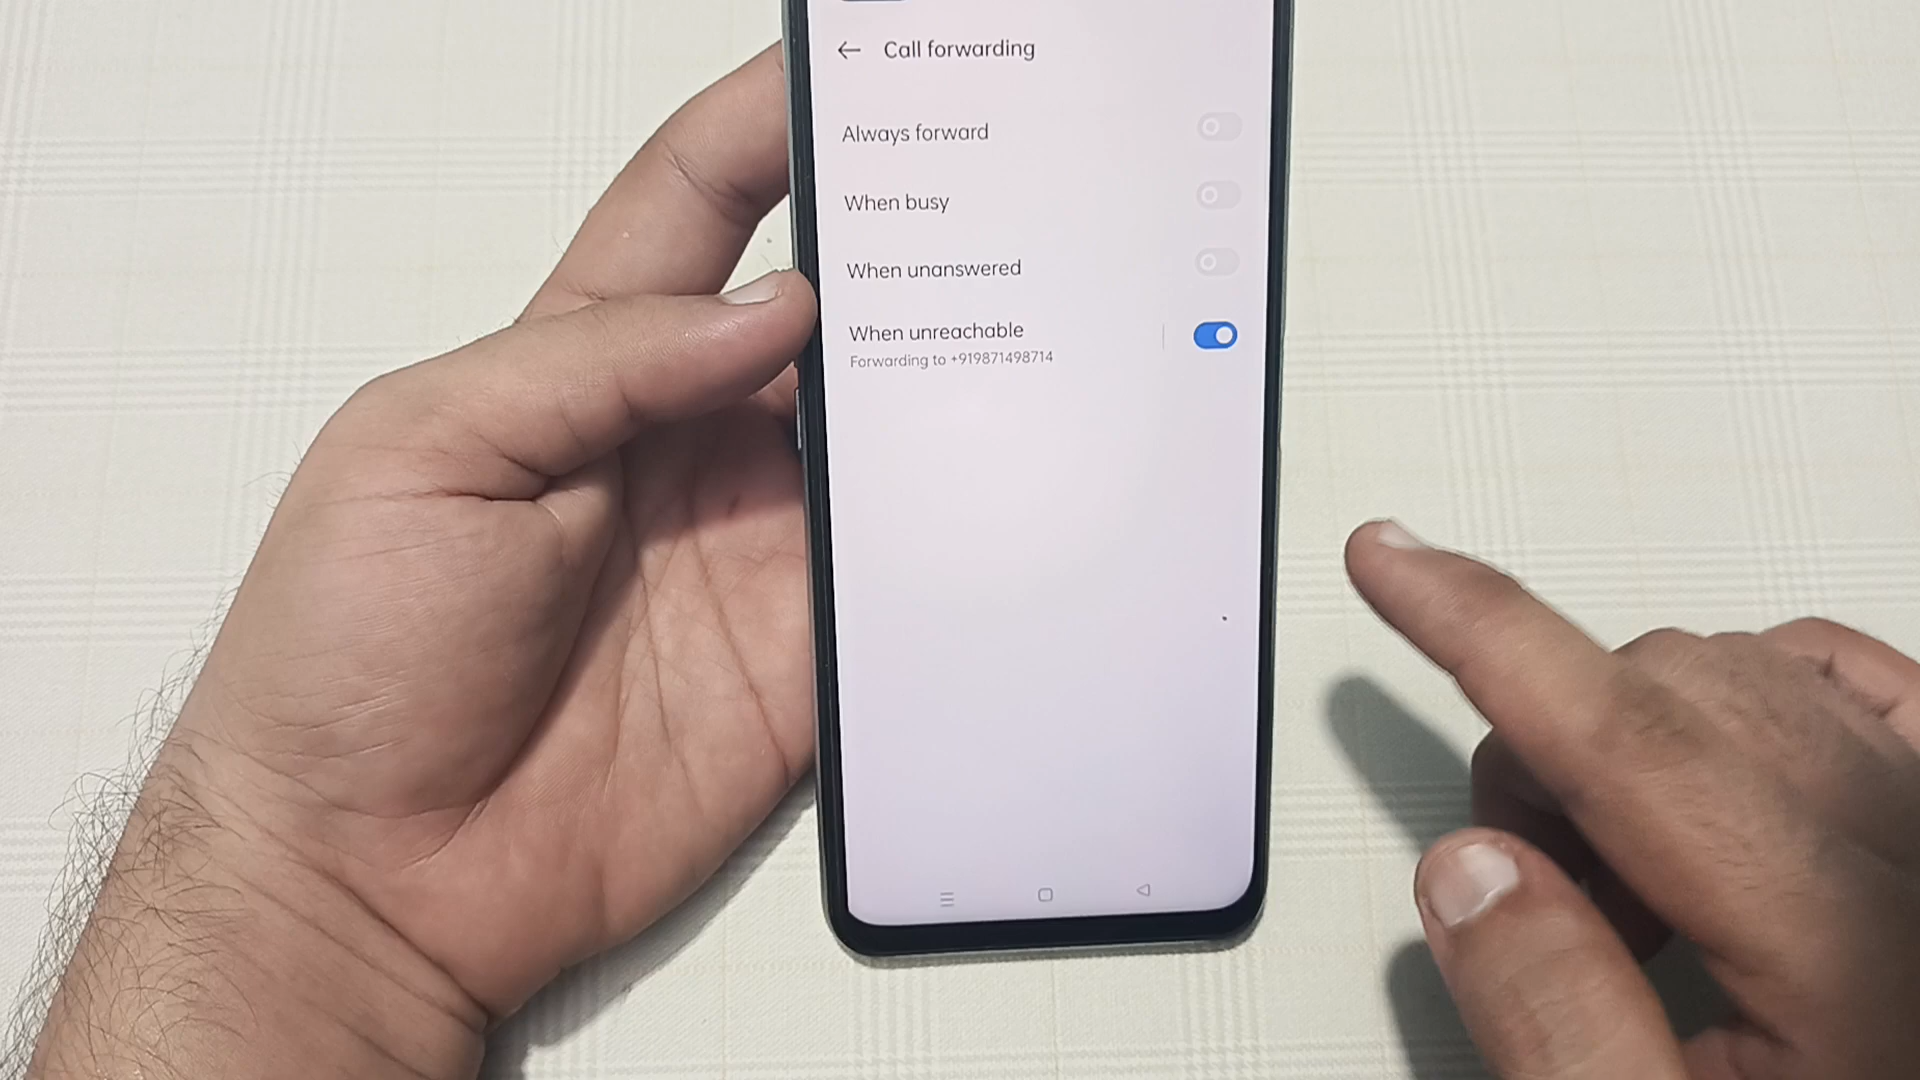 Call forwarding
Always forward
When busy
When unanswered
When unreachable
Forwarding to +919871498714